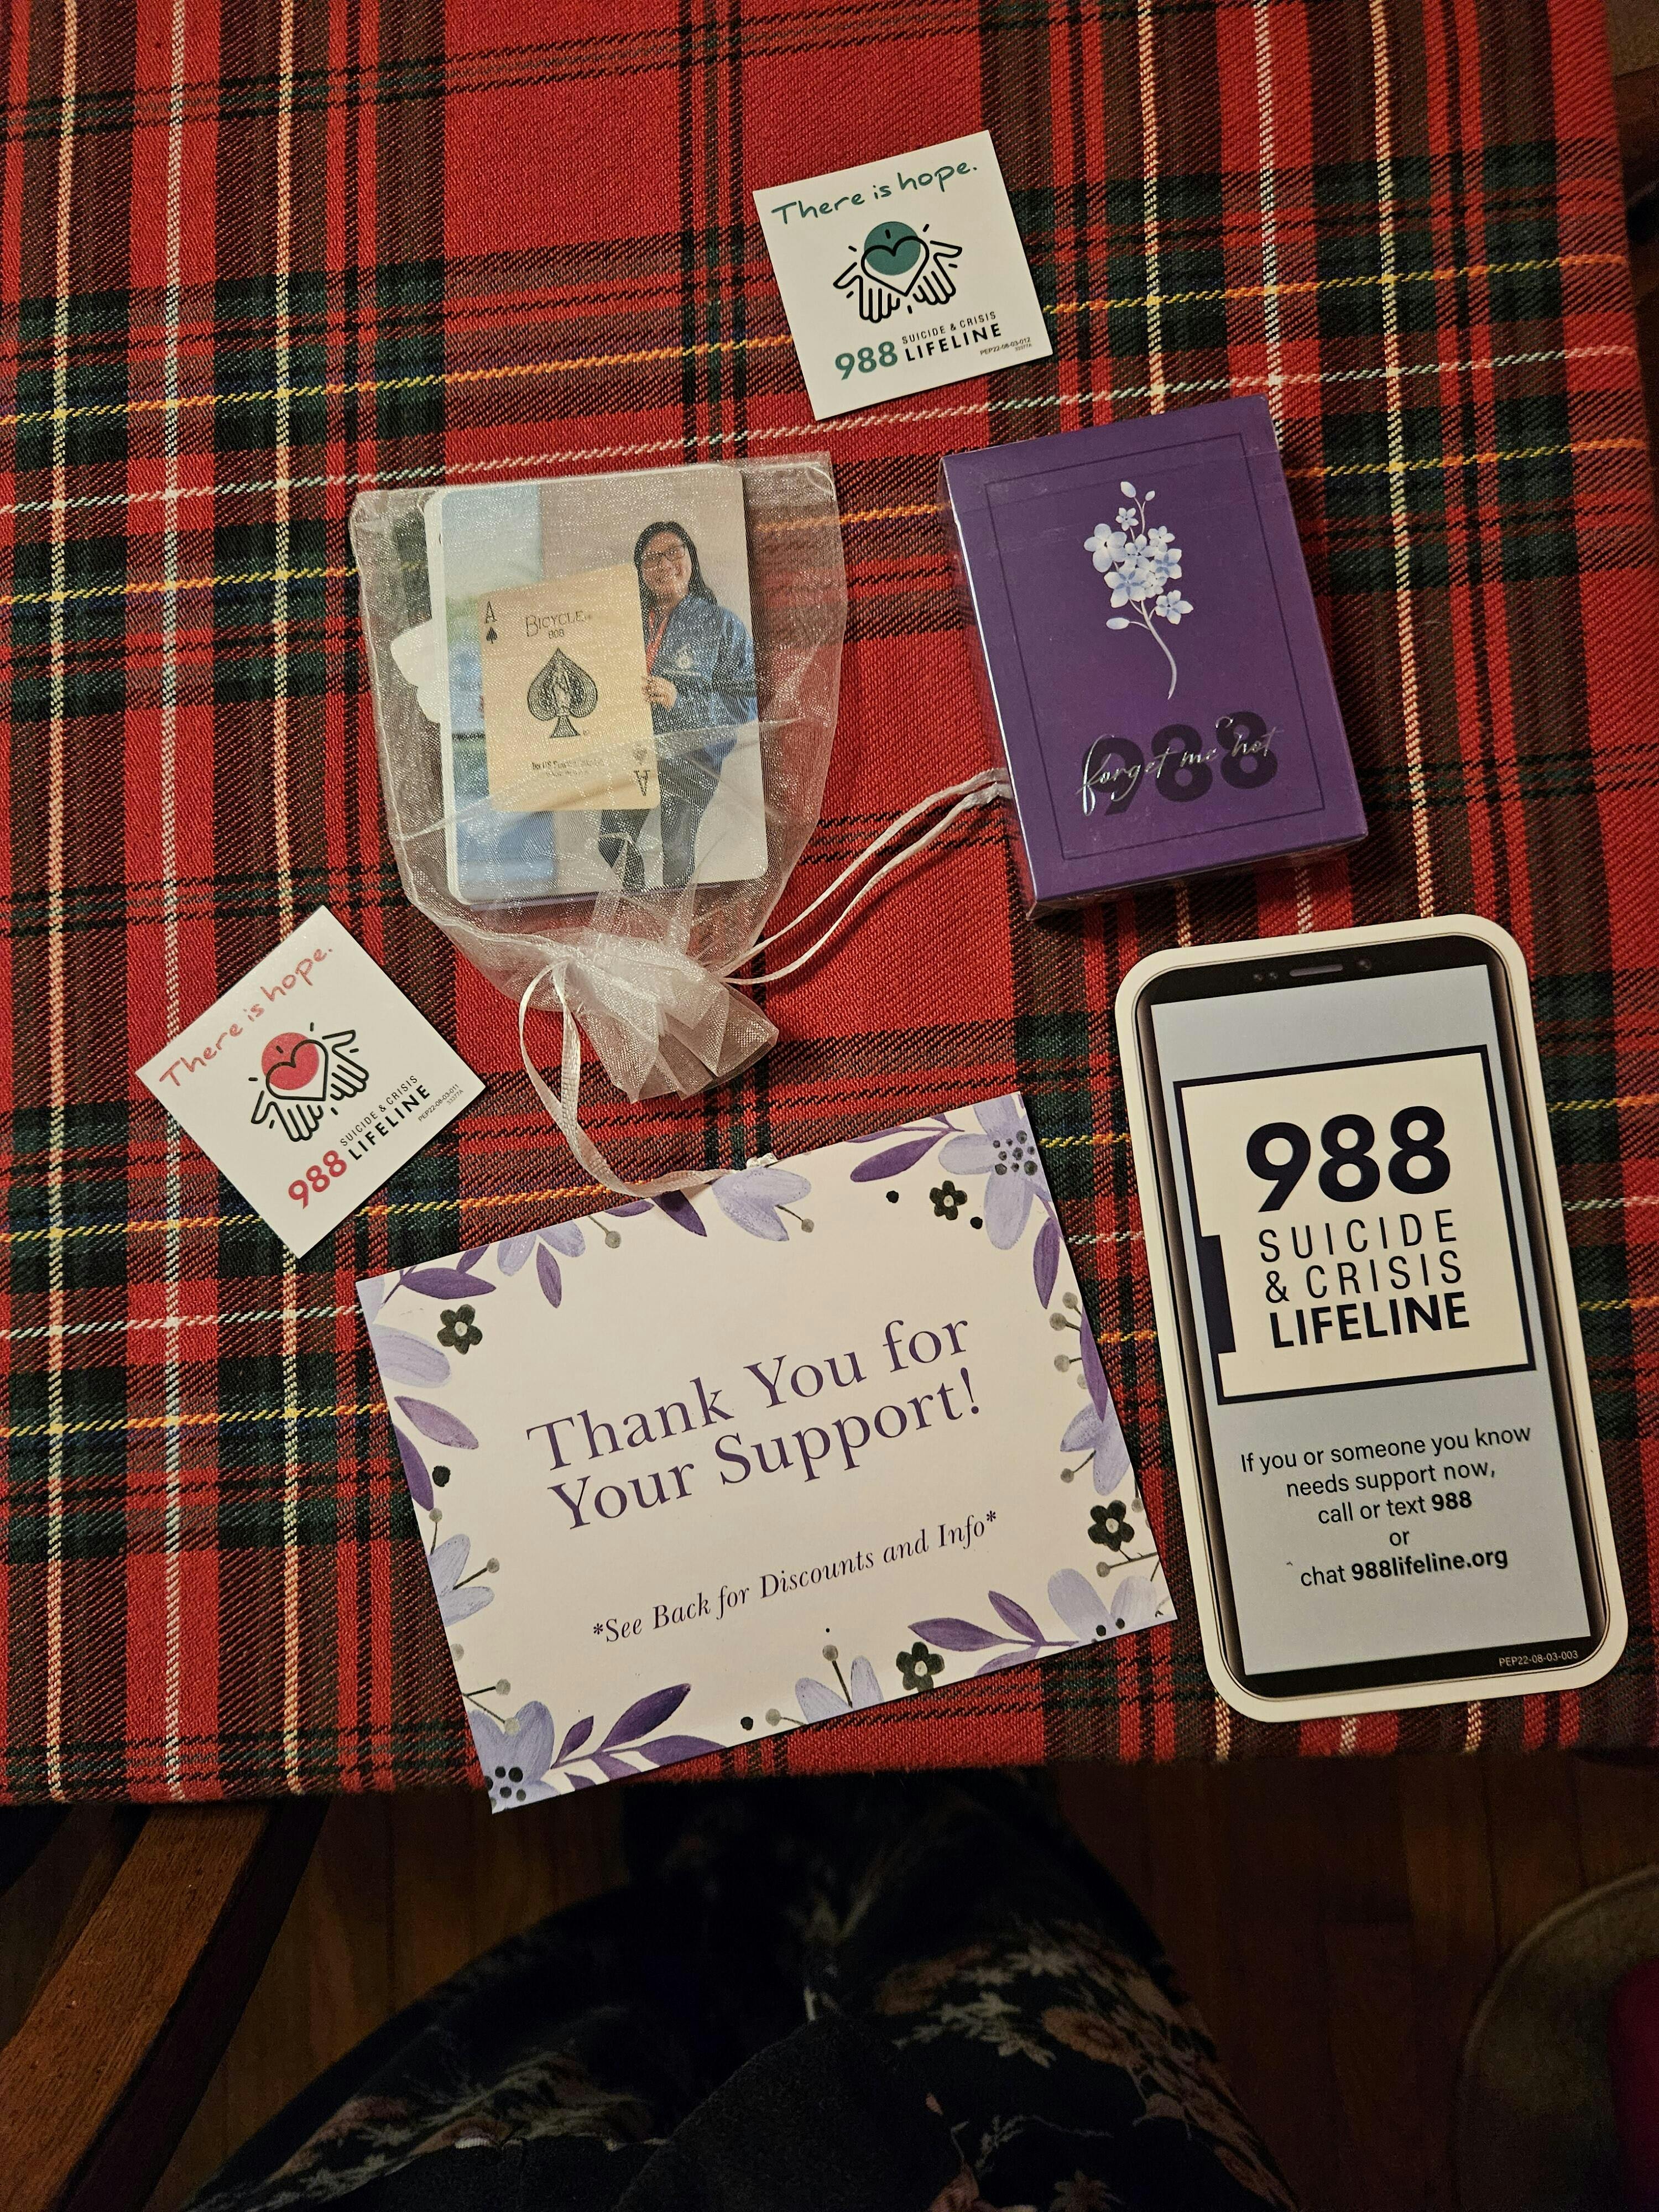 There is hope.
988 SUICIDE & CRISIS
LIFELINE
PEP22-08-03-012
A
BICYCLE®
808
A
forget me not
988
There is hope.
988 SUICIDE & CRISIS
LIFELINE
PEP22-08-03-011
988
SUICIDE
& CRISIS
LIFELINE
If you or someone you know
needs support now,
call or text 988
or
chat 988lifeline.org
PEP22-08-03-003
Thank You for
Your Support!
*See Back for Discounts and Info*